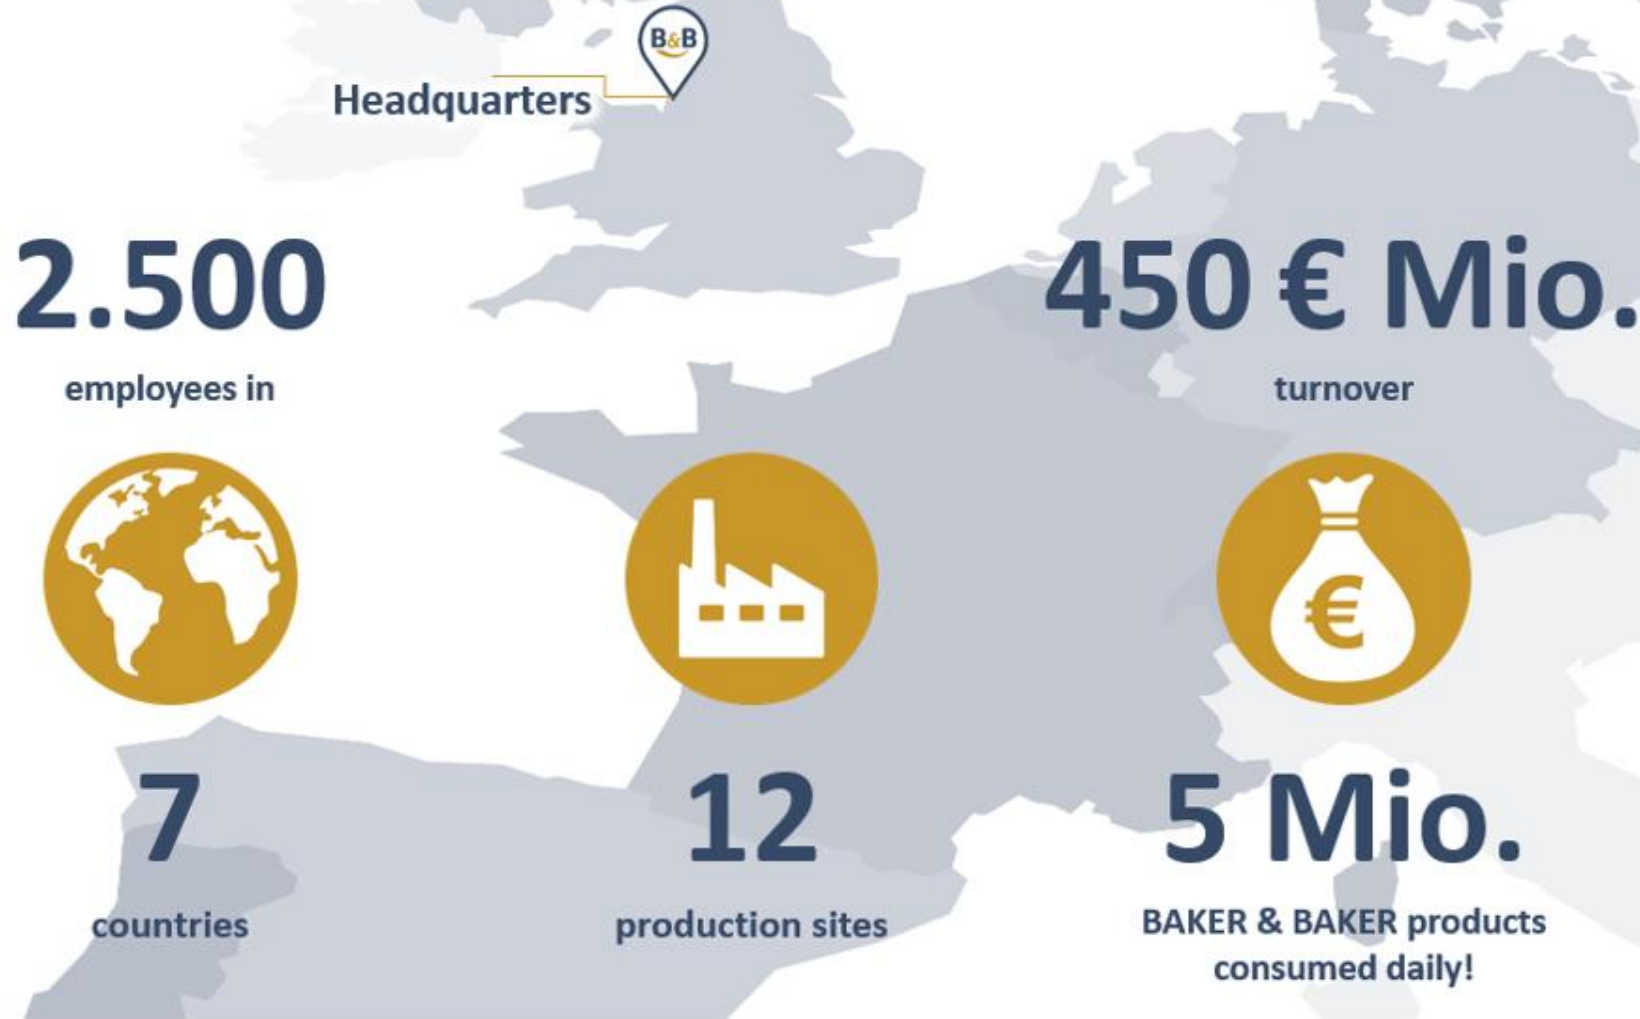 B&B
Headquarters
2.500
employees in
7
countries
12
production sites
450 € Mio.
turnover
€
5 Mio.
BAKER & BAKER products
consumed daily!